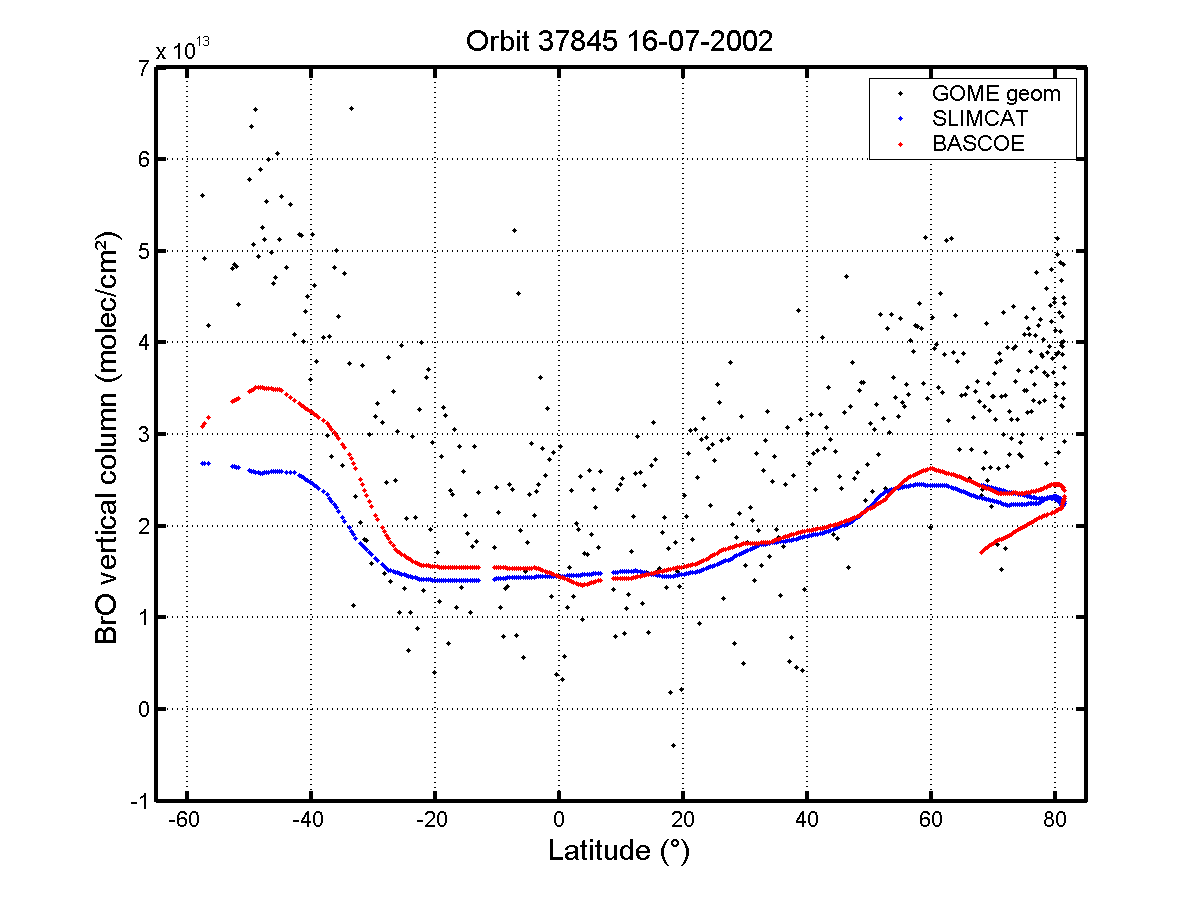 Orbit 37845 16-07-2002
x 10¹³
7
6
5
4
3
2
1
0
-1
BrO vertical column (molec/cm²)
GOME geom
SLIMCAT
BASCOE
-60 -40 -20 0 20 40 60 80
Latitude (°)